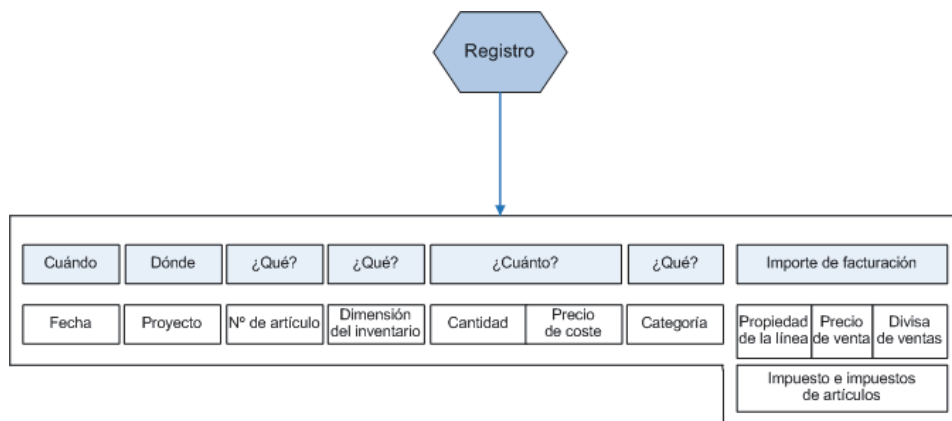 Registro
Cuándo
Dónde
¿Qué?
¿Qué?
¿Cuánto?
¿Qué?
Importe de facturación
Fecha
Proyecto
Nº de artículo
Dimensión
del inventario
Cantidad
Precio
de coste
Categoría
Propiedad
de la línea
Precio
de venta
Divisa
de ventas
Impuesto e impuestos
de artículos